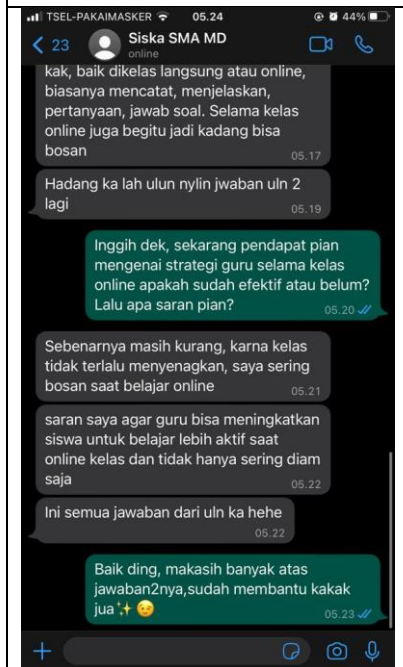 TSEL-PAKAIMASKER 05.24 44%
23 Siska SMA MD
online
kak, baik dikelas langsung atau online,
biasanya mencatat, menjelaskan,
pertanyaan, jawab soal. Selama kelas
online juga begitu jadi kadang bisa
bosan 05.17
Hadang ka lah ulun nylin jwaban uln 2
lagi 05.19
Inggih dek, sekarang pendapat pian
mengenai strategi guru selama kelas
online apakah sudah efektif atau belum?
Lalu apa saran pian? 05.20
Sebenarnya masih kurang, karna kelas
tidak terlalu menyenagkan, saya sering
bosan saat belajar online 05.21
saran saya agar guru bisa meningkatkan
siswa untuk belajar lebih aktif saat
online kelas dan tidak hanya sering diam
saja 05.22
Ini semua jawaban dari uln ka hehe
05.22
Baik ding, makasih banyak atas
jawaban2nya,sudah membantu kakak
jua✨😉 05.23